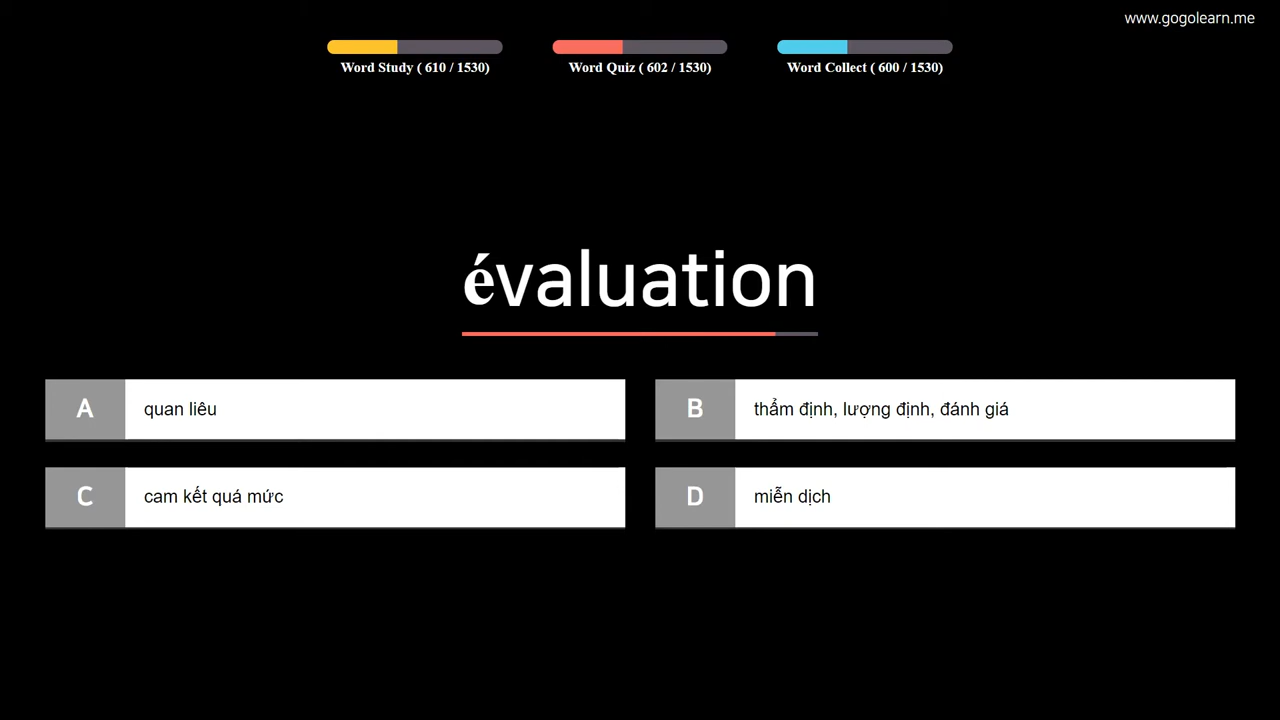 www.gogolearn.me
Word Study ( 610 / 1530)
Word Quiz ( 602 / 1530)
Word Collect ( 600 / 1530)
évaluation
A quan liêu
B thẩm định, lượng định, đánh giá
C cam kết quá mức
D miễn dịch